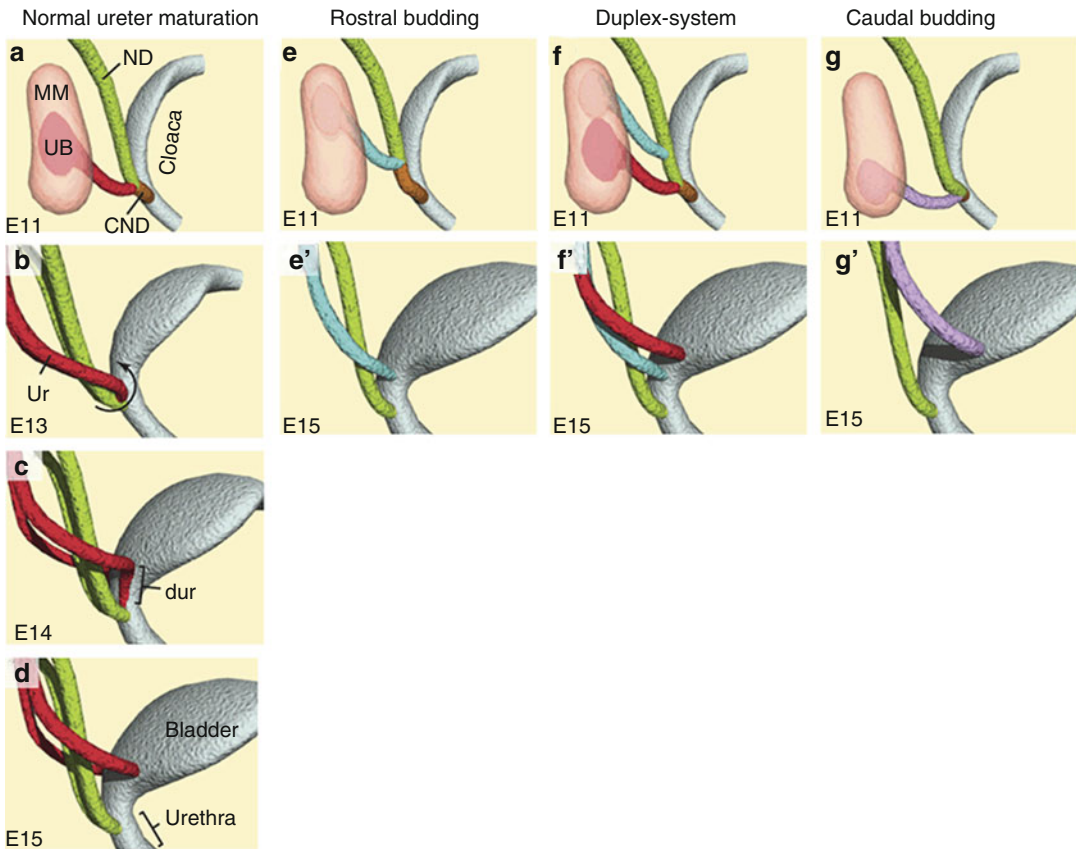 Normal ureter maturation
Rostral budding
Duplex-system
Caudal budding
a
ND
MM
UB
Cloaca
CND
E11
e
E11
f
E11
g
E11
b
Ur
E13
e'
E15
f'
E15
g'
E15
c
dur
E14
d
Bladder
Urethra
E15